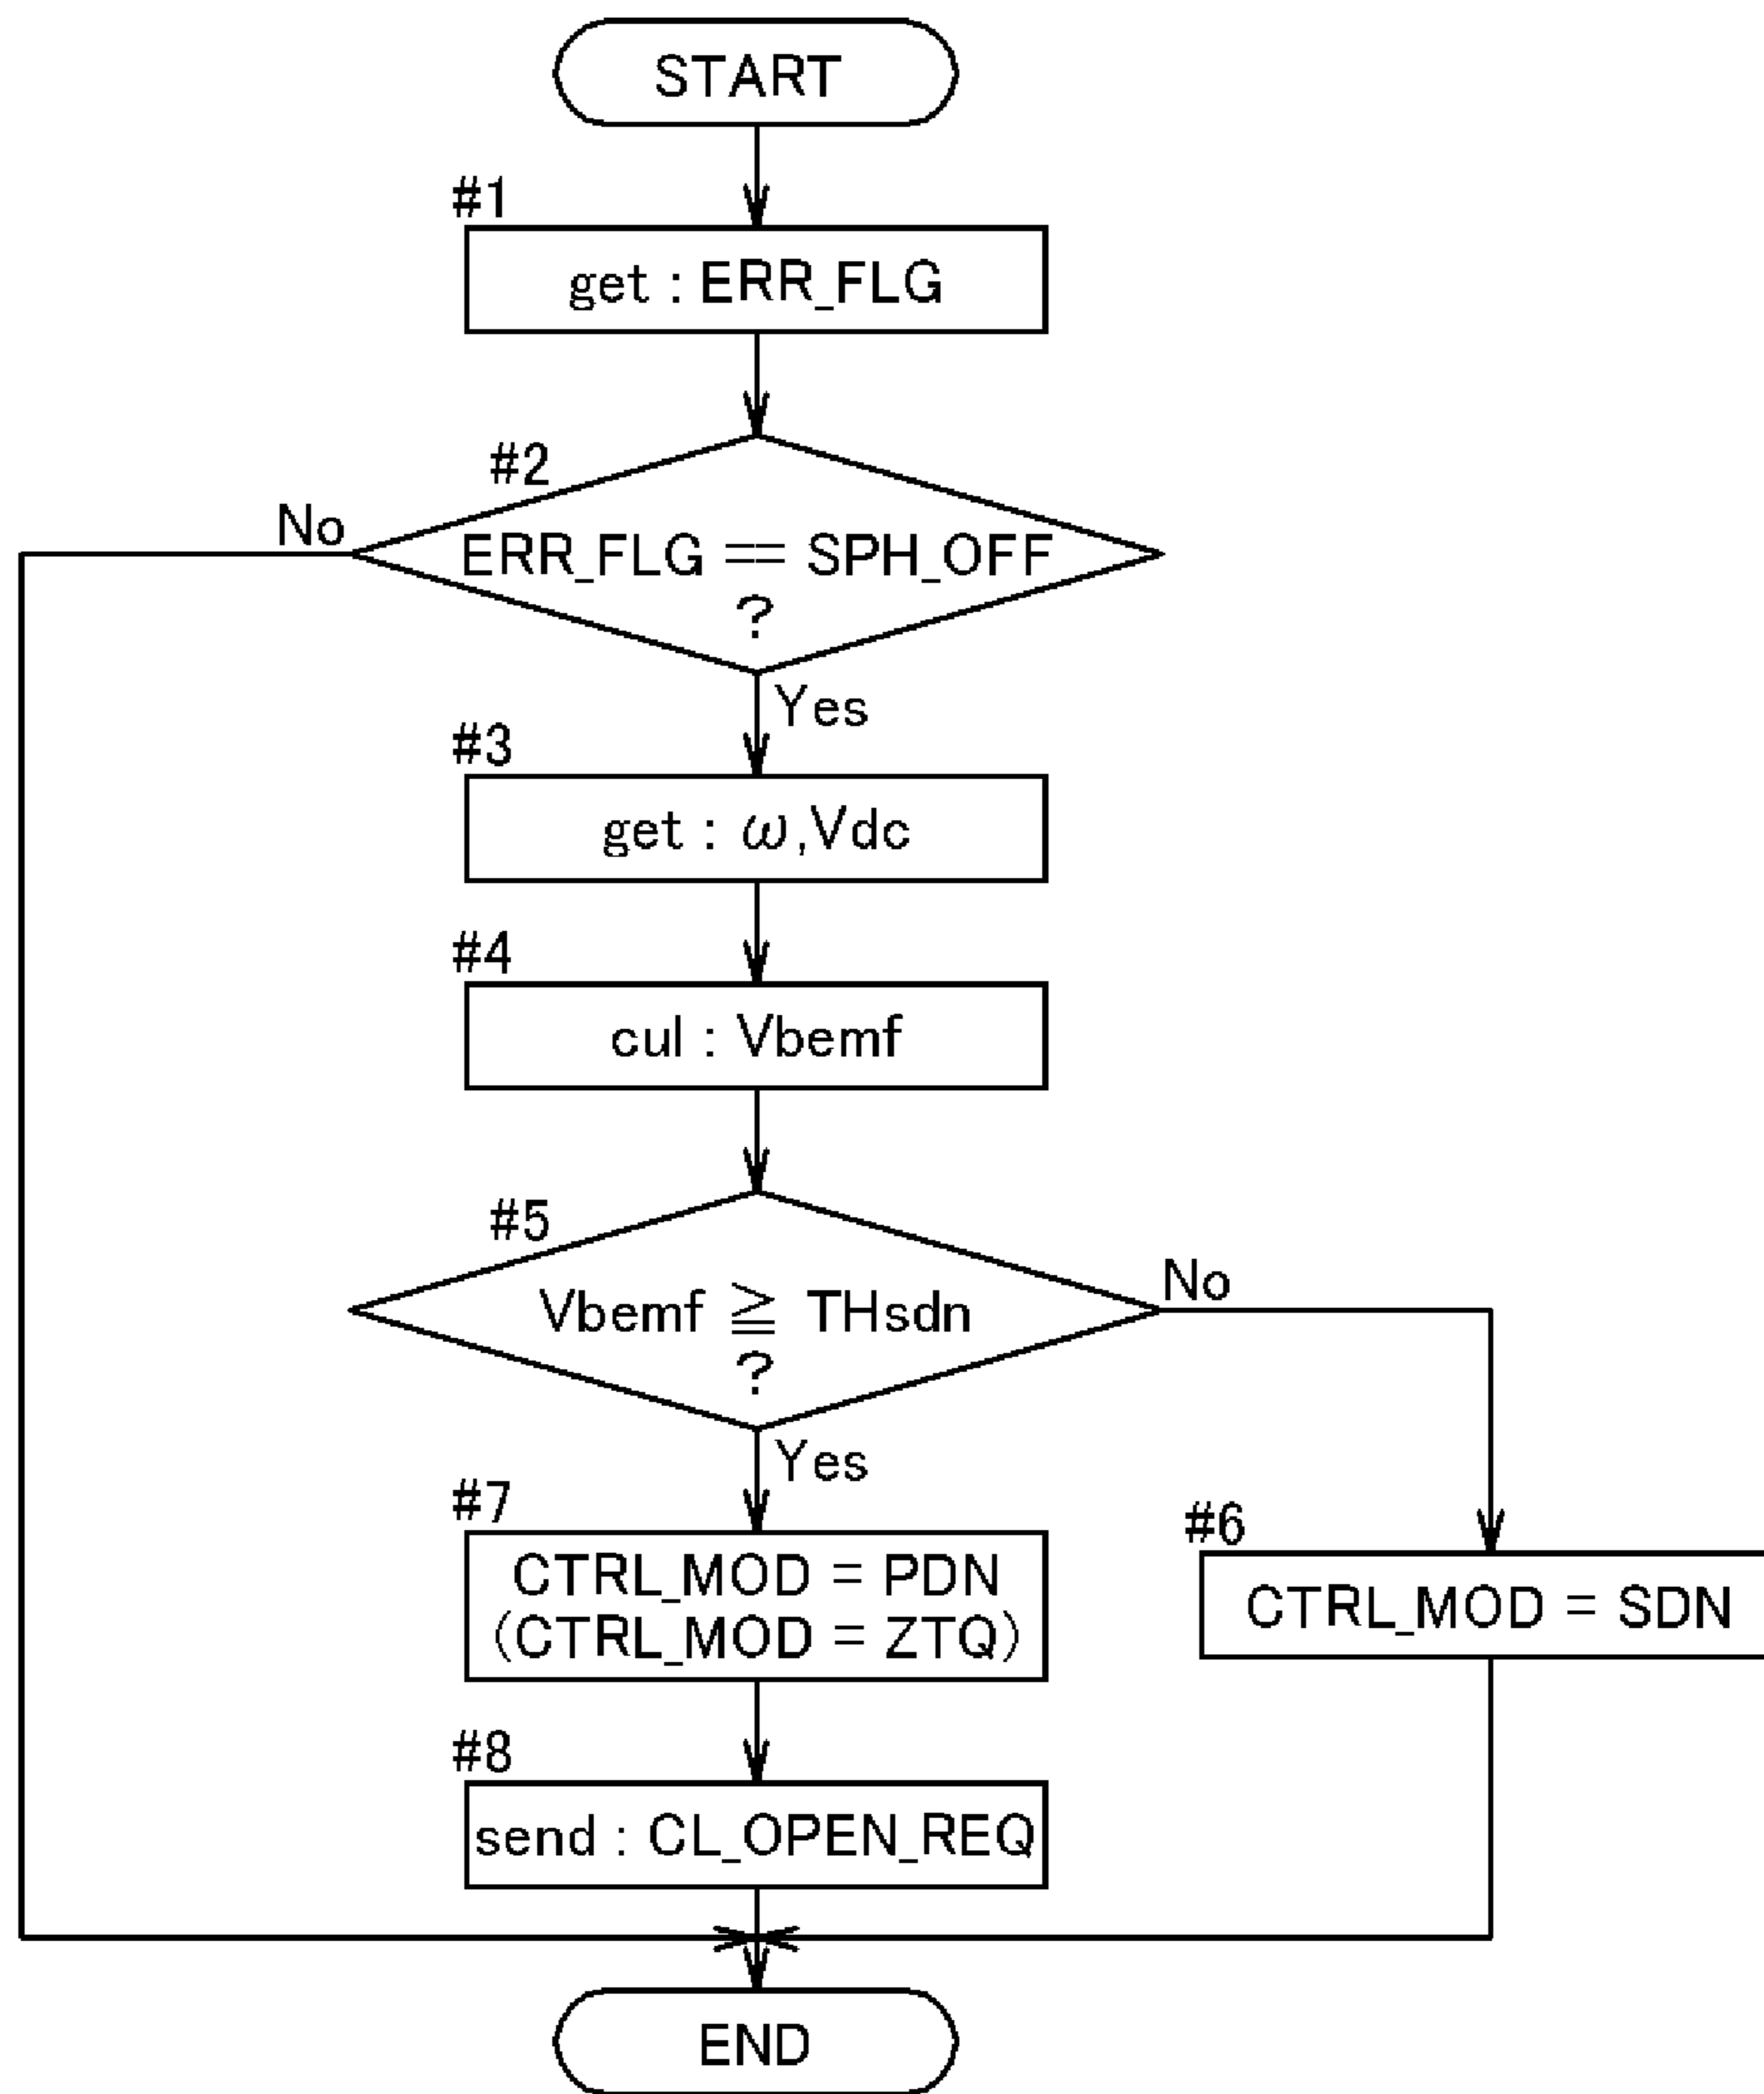 START
#1
get : ERR_FLG
#2
No
ERR_FLG == SPH_OFF
?
Yes
#3
get : ω,Vdc
#4
cul : Vbemf
#5
No
Vbemf ≧ THsdn
?
Yes
#7
CTRL_MOD = PDN
(CTRL_MOD = ZTQ)
#6
CTRL_MOD = SDN
#8
send : CL_OPEN_REQ
END